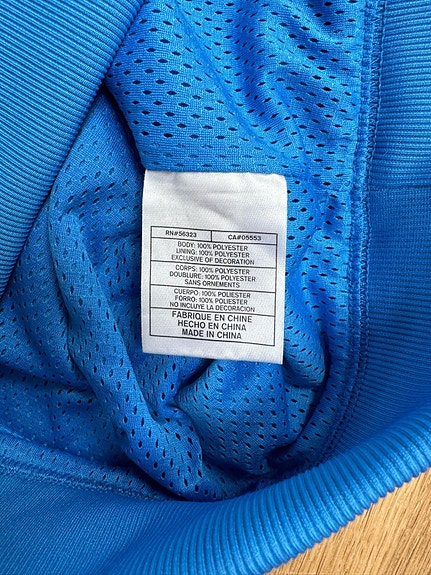 RN#56323 CA#05553
BODY: 100% POLYESTER
LINING: 100% POLYESTER
EXCLUSIVE OF DECORATION
CORPS: 100% POLYESTER
DOUBLURE: 100% POLYESTER
SANS ORNEMENTS
CUERPO: 100% POLIESTER
FORRO: 100% POLIESTER
NO INCLUYE LA DECORACION
FABRIQUE EN CHINE
HECHO EN CHINA
MADE IN CHINA